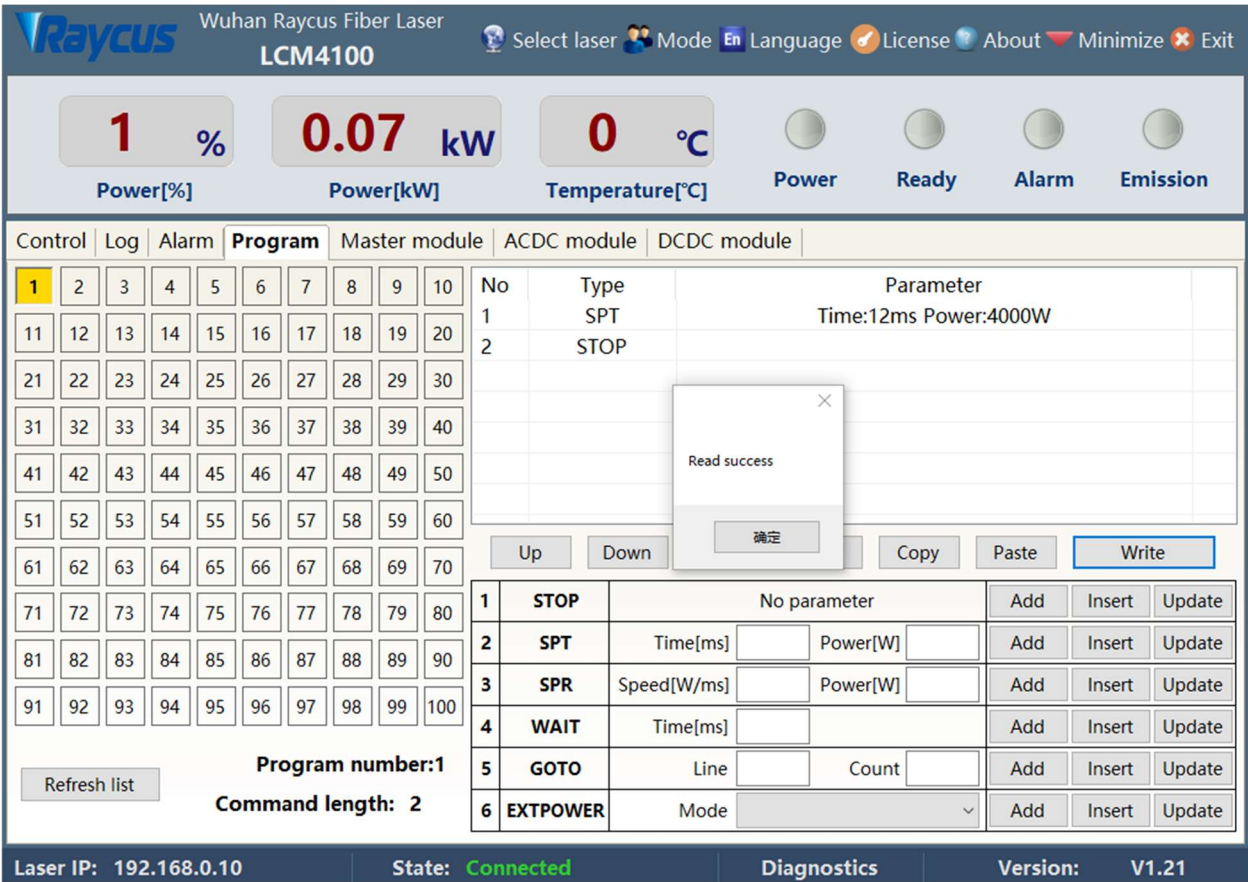 Raycus
Wuhan Raycus Fiber Laser
LCM4100
Select laser Mode En Language License About Minimize Exit
1 % 0.07 kW 0 ℃
Power[%] Power[kW] Temperature[℃] Power Ready Alarm Emission
Control Log Alarm Program Master module ACDC module DCDC module
1 2 3 4 5 6 7 8 9 10
11 12 13 14 15 16 17 18 19 20
21 22 23 24 25 26 27 28 29 30
31 32 33 34 35 36 37 38 39 40
41 42 43 44 45 46 47 48 49 50
51 52 53 54 55 56 57 58 59 60
61 62 63 64 65 66 67 68 69 70
71 72 73 74 75 76 77 78 79 80
81 82 83 84 85 86 87 88 89 90
91 92 93 94 95 96 97 98 99 100
Refresh list
Program number:1
Command length: 2
No Type Parameter
1 SPT Time:12ms Power:4000W
2 STOP
Read success
确定
Up Down Copy Paste Write
1 STOP No parameter Add Insert Update
2 SPT Time[ms] Power[W] Add Insert Update
3 SPR Speed[W/ms] Power[W] Add Insert Update
4 WAIT Time[ms] Add Insert Update
5 GOTO Line Count Add Insert Update
6 EXTPOWER Mode Add Insert Update
Laser IP: 192.168.0.10 State: Connected Diagnostics Version: V1.21